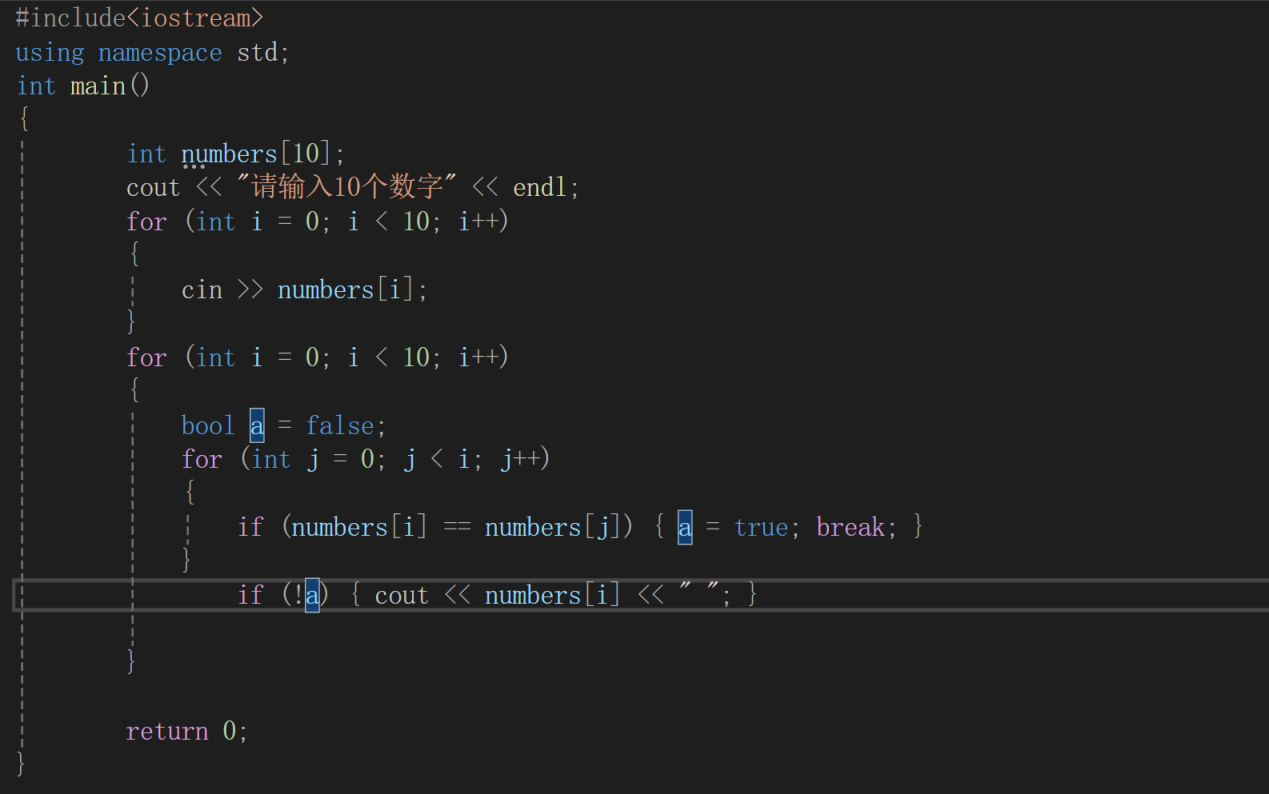 #include<iostream>
using namespace std;
int main()
{
int numbers[10];
cout << "请输入10个数字" << endl;
for (int i = 0; i < 10; i++)
{
cin >> numbers[i];
}
for (int i = 0; i < 10; i++)
{
bool a = false;
for (int j = 0; j < i; j++)
{
if (numbers[i] == numbers[j]) { a = true; break; }
}
if (!a) { cout << numbers[i] << " "; }
}
return 0;
}